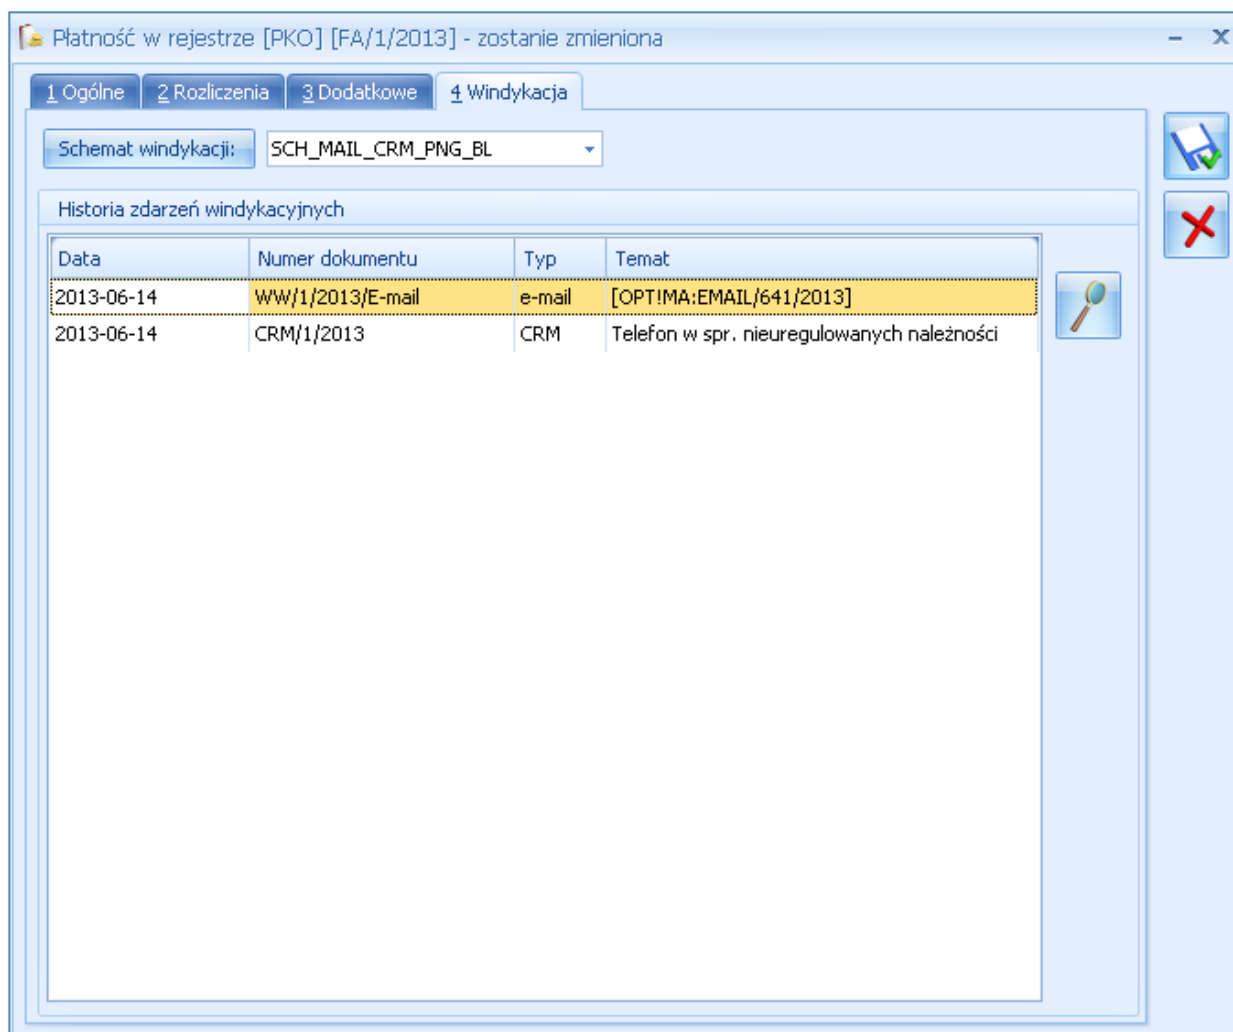 Płatność w rejestrze [PKO] [FA/1/2013] - zostanie zmieniona
1 Ogólne 2 Rozliczenia 3 Dodatkowe 4 Windykacja
Schemat windykacji: SCH_MAIL_CRM_PNG_BL
Historia zdarzeń windykacyjnych
Data Numer dokumentu Typ Temat
2013-06-14 WW/1/2013/E-mail e-mail [OPT!MA:EMAIL/641/2013]
2013-06-14 CRM/1/2013 CRM Telefon w spr. nieuregulowanych należności